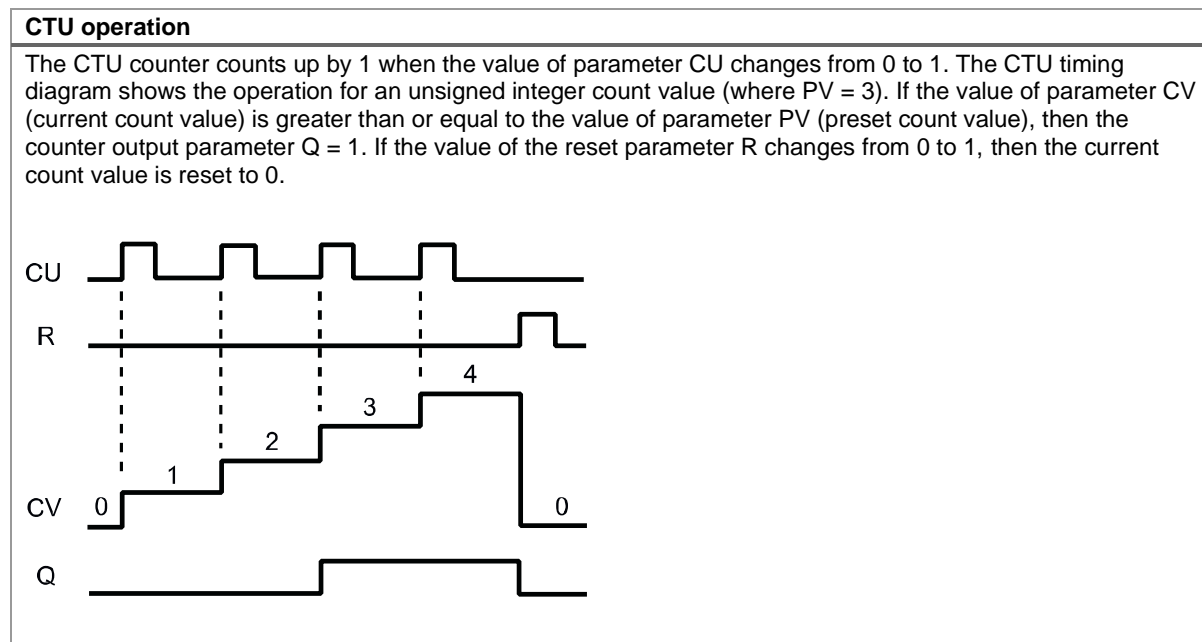 CTU operation
The CTU counter counts up by 1 when the value of parameter CU changes from 0 to 1. The CTU timing
diagram shows the operation for an unsigned integer count value (where PV = 3). If the value of parameter CV
(current count value) is greater than or equal to the value of parameter PV (preset count value), then the
counter output parameter Q = 1. If the value of the reset parameter R changes from 0 to 1, then the current
count value is reset to 0.
CU
R
4
3
2
1
CV 0 0
Q